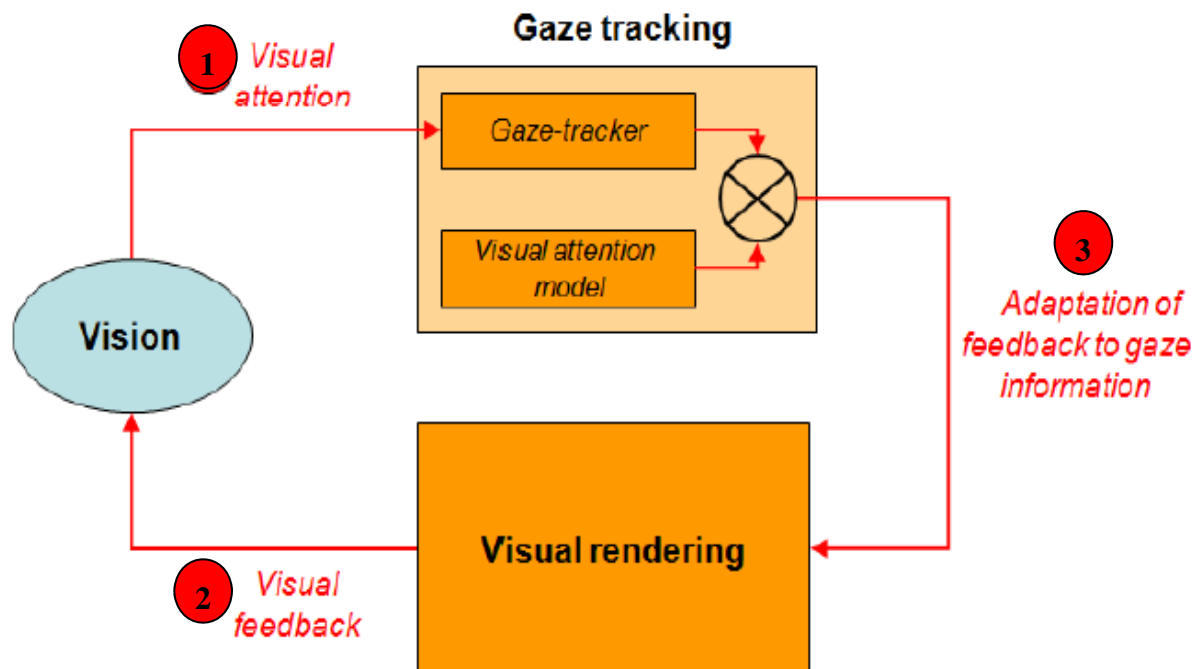 Gaze tracking
1
Visual
attention
Gaze-tracker
Visual attention
model
3
Adaptation of
feedback to gaze
information
Vision
Visual rendering
2
Visual
feedback